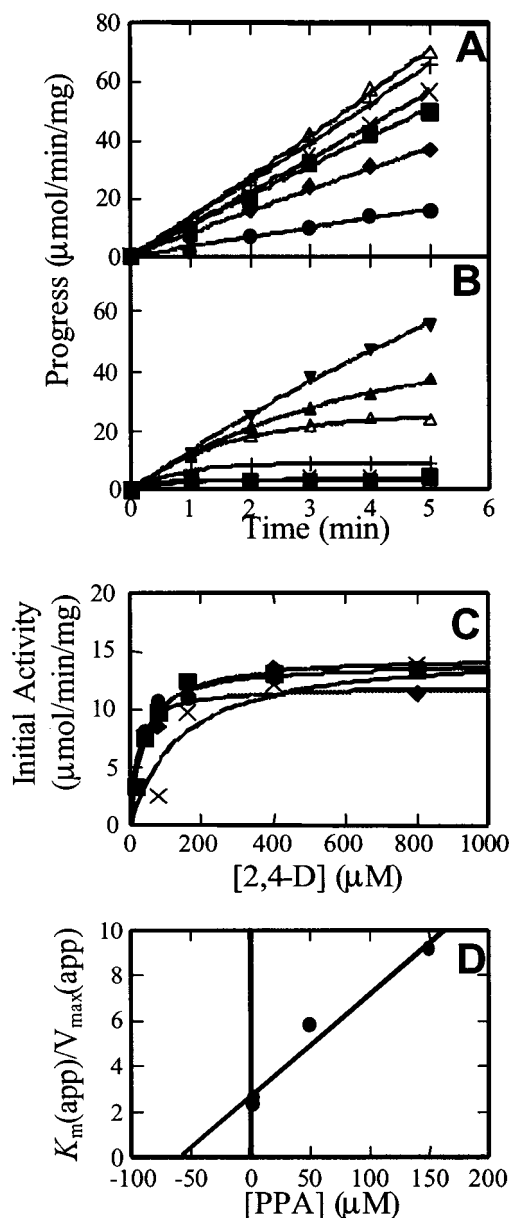 A
80
60
40
20
0
B
60
40
20
0
Progress (μmol/min/mg)
0 1 2 3 4 5 6
Time (min)
C
20
15
10
5
0
Initial Activity
(μmol/min/mg)
0 200 400 600 800 1000
[2,4-D] (μM)
D
10
8
6
4
2
0
Km(app)/Vmax(app)
-100 -50 0 50 100 150 200
[PPA] (μM)